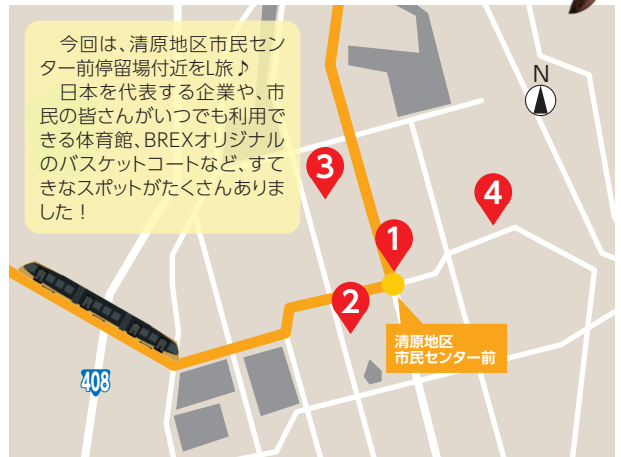 今回は、清原地区市民セン
ター前停留場付近をL旅♪
日本を代表する企業や、市
民の皆さんがいつでも利用で
きる体育館、BREXオリジナル
のバスケットコートなど、すて
きなスポットがたくさんありま
した！
N
3
4
1
2
清原地区
市民センター前
408